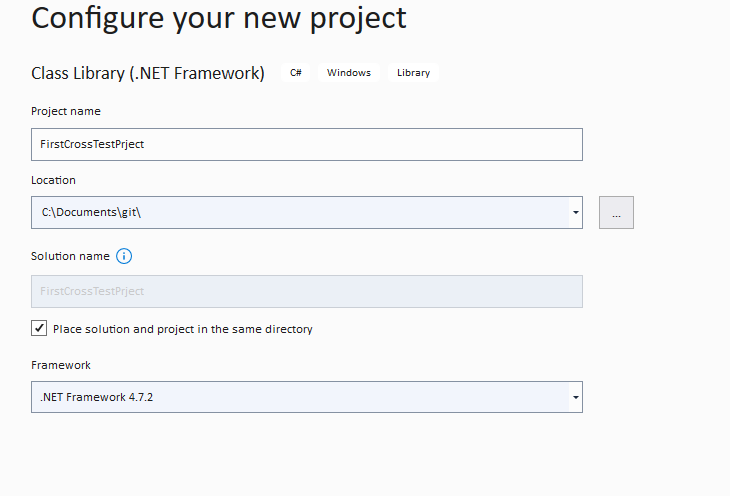 Configure your new project
Class Library (.NET Framework) C# Windows Library
Project name
FirstCrossTestPrject
Location
C:\Documents\git\
...
Solution name
FirstCrossTestPrject
Place solution and project in the same directory
Framework
.NET Framework 4.7.2